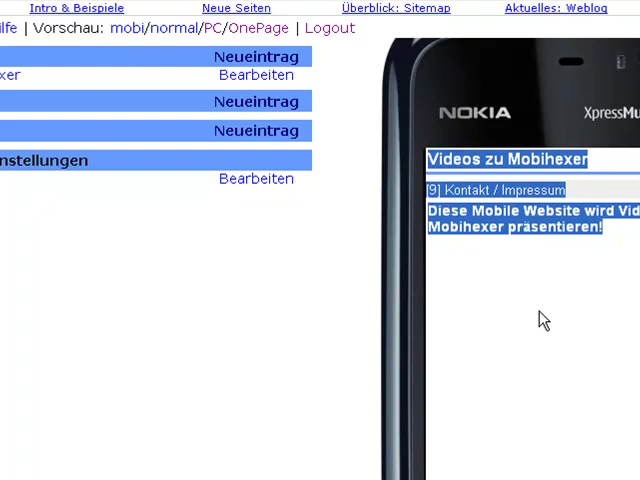 Intro & Beispiele Neue Seiten Überblick: Sitemap Aktuelles: Weblog
ilfe | Vorschau: mobi/normal/PC/OnePage | Logout
Neueintrag
xer Bearbeiten
Neueintrag
Neueintrag
nstellungen
Bearbeiten
NOKIA XpressMu
Videos zu Mobihexer
[9] Kontakt / Impressum
Diese Mobile Website wird Vid
Mobihexer präsentieren!